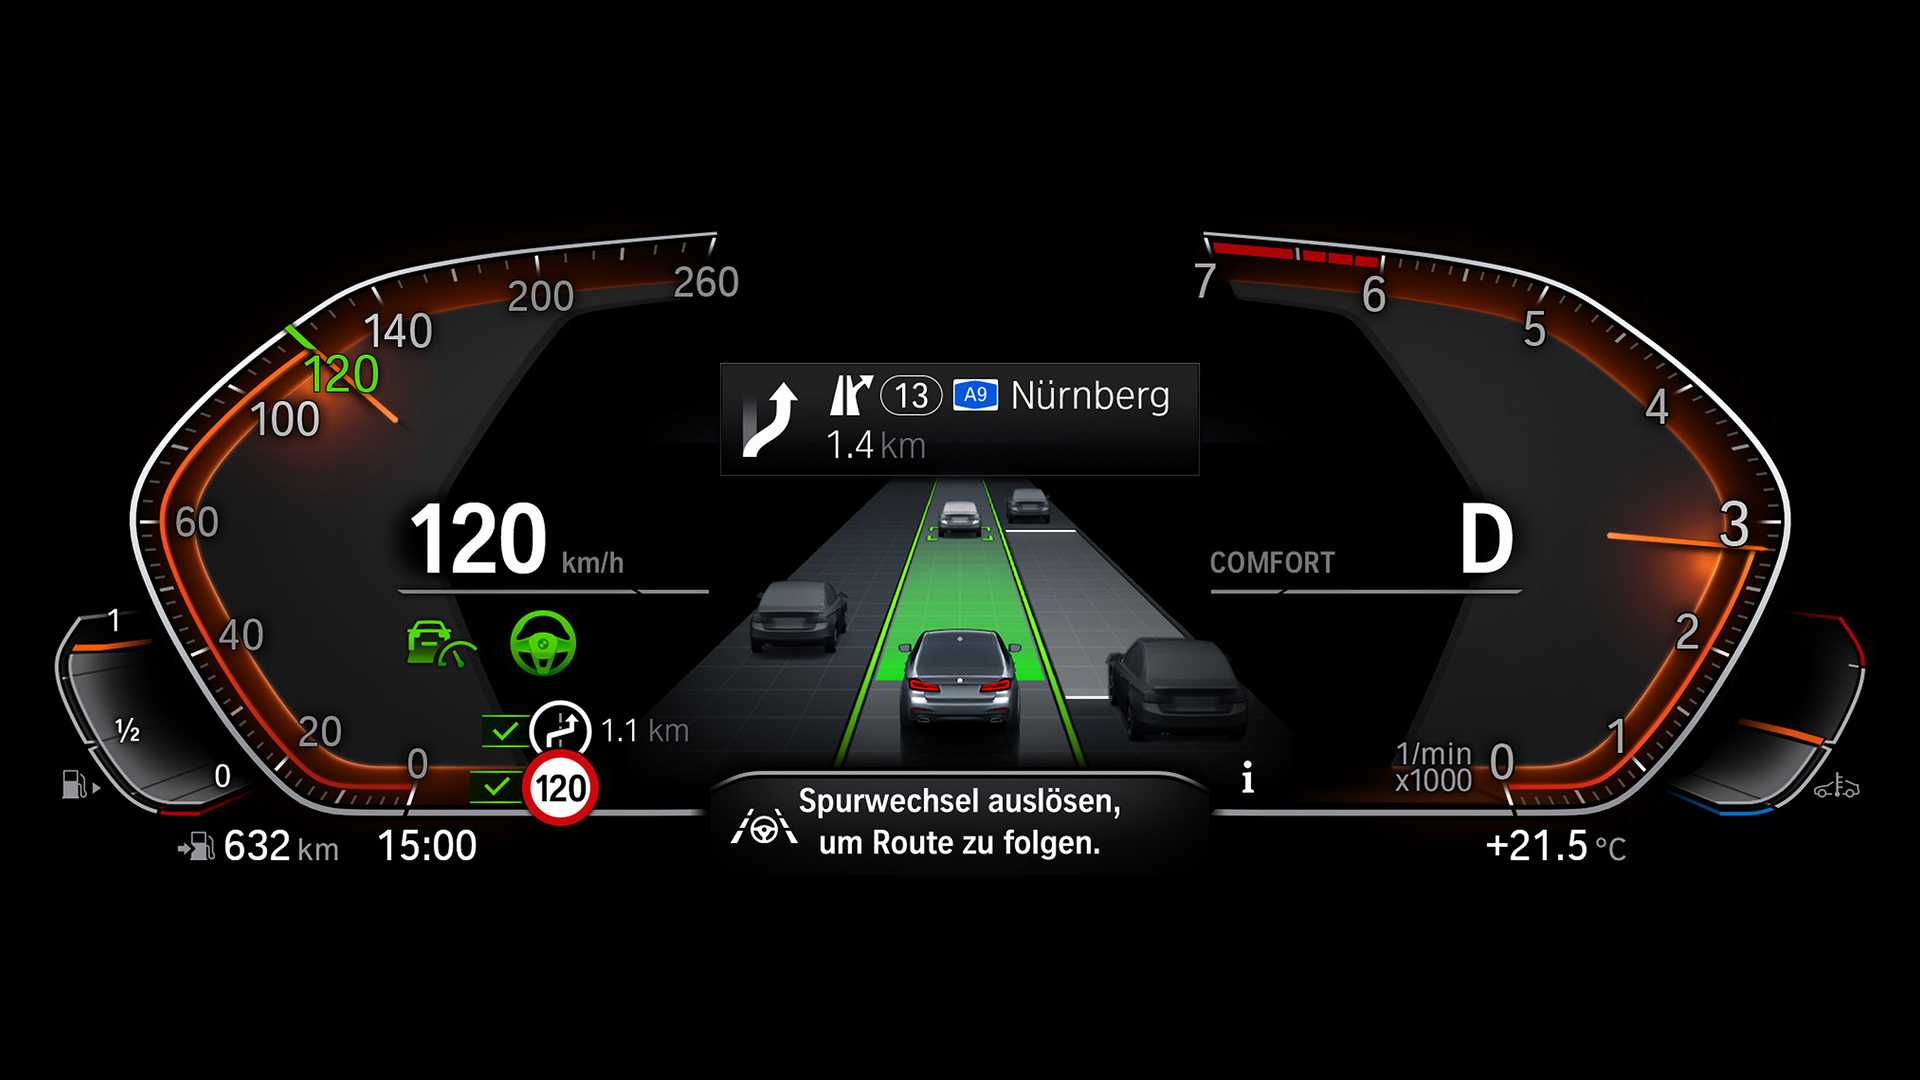 260
200
140
120
100
60
40
20
0
7
6
5
4
3
2
1
0
1/min
x1000
13 A9 Nürnberg
1.4 km
120 km/h
COMFORT D
1
½
0
1.1 km
120
i
Spurwechsel auslösen,
um Route zu folgen.
632 km 15:00
+21.5 °C